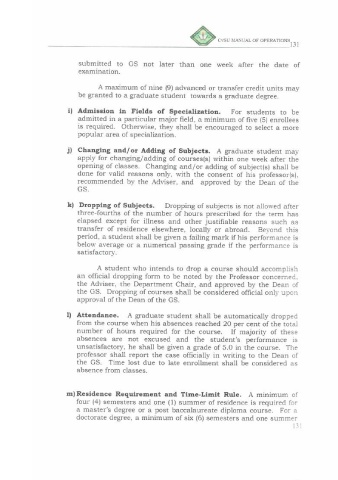 EVSU MANUAL OF OPERATIONS
131
submitted to GS not later than one week after the date of
examination.
A maximum of nine (9) advanced or transfer credit units may
be granted to a graduate student towards a graduate degree.
i) Admission in Fields of Specialization. For students to be
admitted in a particular major field, a minimum of five (5) enrollees
is required. Otherwise, they shall be encouraged to select a more
popular area of specialization.
j) Changing and/or Adding of Subjects. A graduate student may
apply for changing/adding of courses(s) within one week after the
opening of classes. Changing and/or adding of subject(s) shall be
done for valid reasons only, with the consent of his professor(s),
recommended by the Adviser, and approved by the Dean of the
GS.
k) Dropping of Subjects. Dropping of subjects is not allowed after
three-fourths of the number of hours prescribed for the term has
elapsed except for illness and other justifiable reasons such as
transfer of residence elsewhere, locally or abroad. Beyond this
period, a student shall be given a failing mark if his performance is
below average or a numerical passing grade if the performance is
satisfactory.
A student who intends to drop a course should accomplish
an official dropping form to be noted by the Professor concerned,
the Adviser, the Department Chair, and approved by the Dean of
the GS. Dropping of courses shall be considered official only upon
approval of the Dean of the GS.
l) Attendance. A graduate student shall be automatically dropped
from the course when his absences reached 20 per cent of the total
number of hours required for the course. If majority of these
absences are not excused and the student's performance is
unsatisfactory, he shall be given a grade of 5.0 in the course. The
professor shall report the case officially in writing to the Dean of
the GS. Time lost due to late enrollment shall be considered as
absence from classes.
m) Residence Requirement and Time-Limit Rule. A minimum of
four (4) semesters and one (1) summer of residence is required for
a master's degree or a post baccalaureate diploma course. For a
doctorate degree, a minimum of six (6) semesters and one summer
131